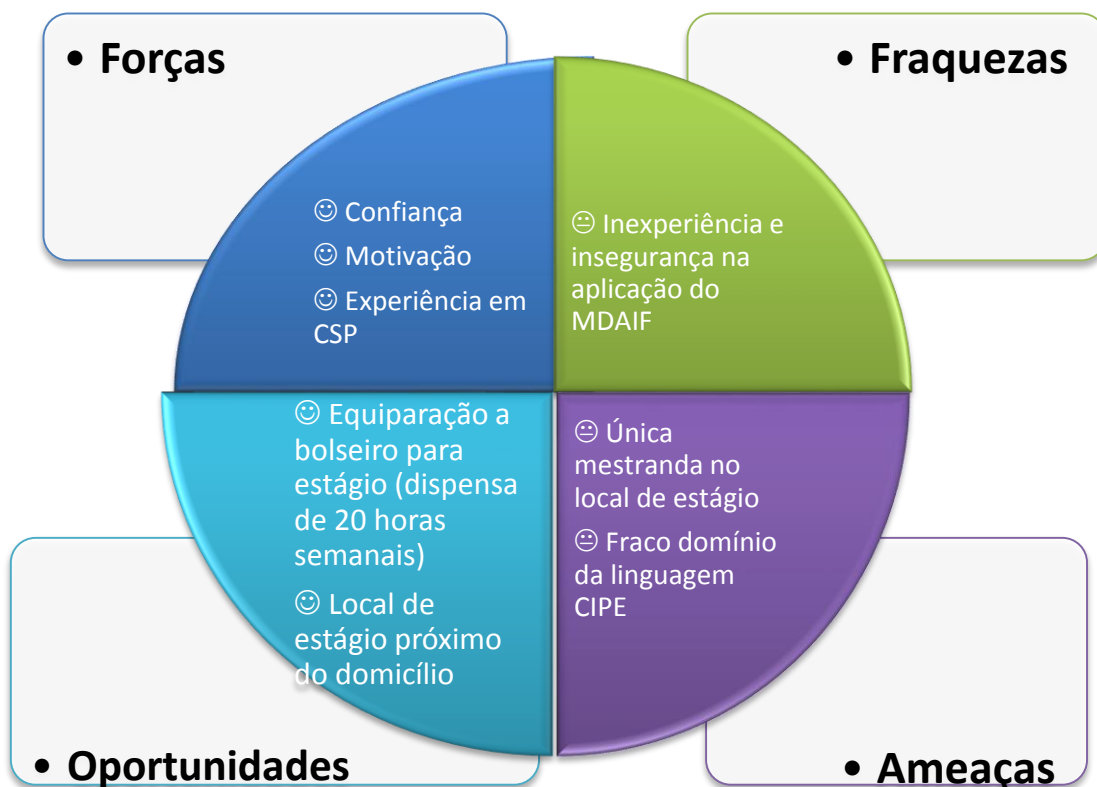 • Forças
☺ Confiança
☺ Motivação
☺ Experiência em
CSP
• Fraquezas
😐 Inexperiência e
insegurança na
aplicação do
MDAIF
☺ Equiparação a
bolseiro para
estágio (dispensa
de 20 horas
semanais)
☺ Local de
estágio próximo
do domicílio
• Oportunidades
😐 Única
mestranda no
local de estágio
😐 Fraco domínio
da linguagem
CIPE
• Ameaças